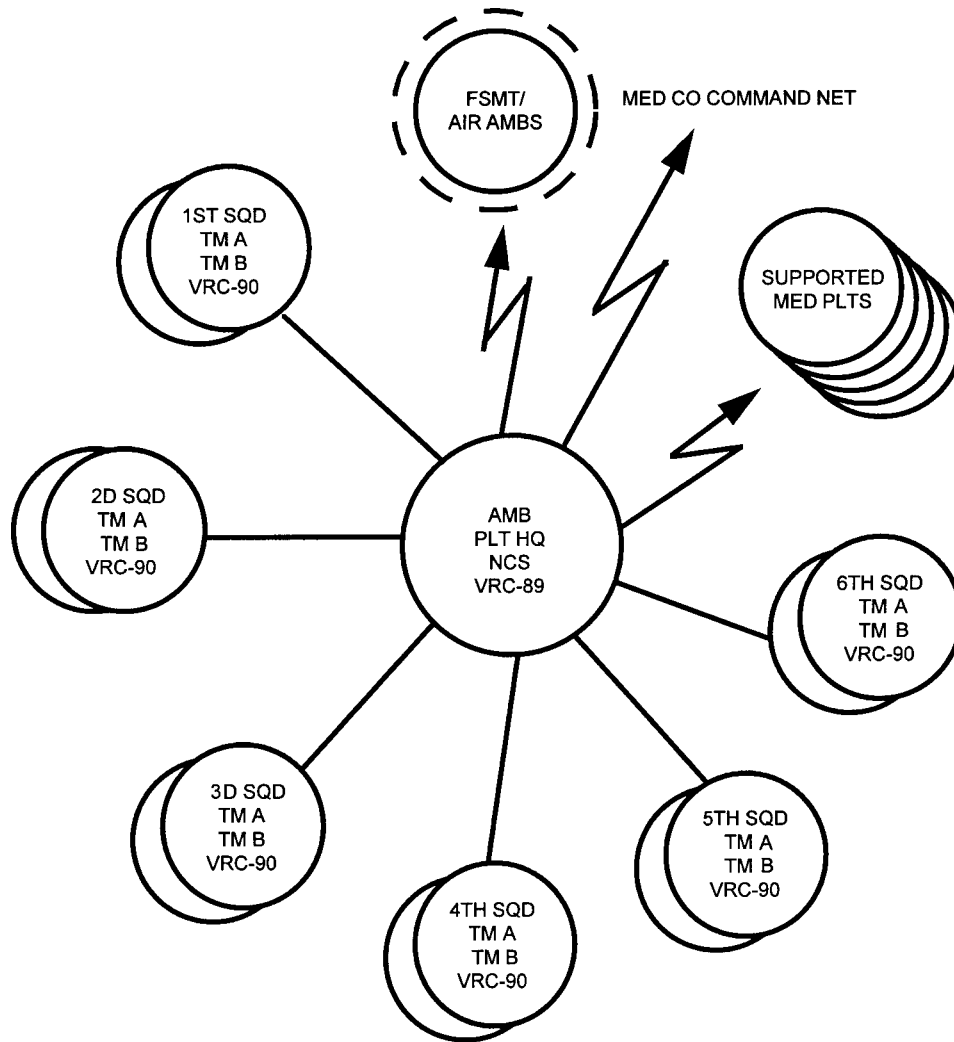 FSMT/
AIR AMBS
MED CO COMMAND NET
1ST SQD
TM A
TM B
VRC-90
SUPPORTED
MED PLTS
2D SQD
TM A
TM B
VRC-90
AMB
PLT HQ
NCS
VRC-89
6TH SQD
TM A
TM B
VRC-90
3D SQD
TM A
TM B
VRC-90
5TH SQD
TM A
TM B
VRC-90
4TH SQD
TM A
TM B
VRC-90